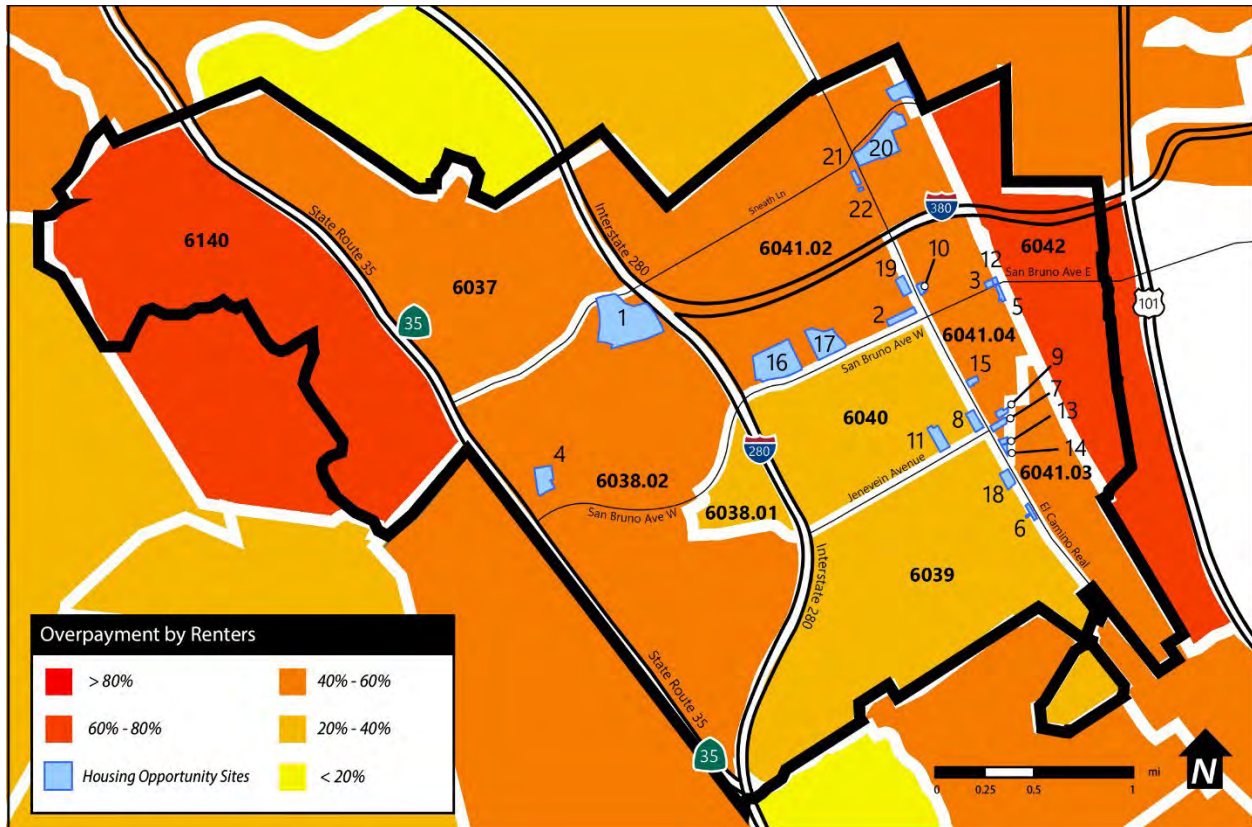 21
20
Sneath Ln
22
380
State Route 35
Interstate 280
6140
6037
6041.02
10
12
6042
San Bruno Ave E
19
3
5
101
35
1
2
6041.04
16
17
San Bruno Ave W
15
9
7
6040
8
13
280
11
14
4
6038.02
Jenevein Avenue
6041.03
18
San Bruno Ave W
6038.01
6
El Camino Real
6039
Interstate 280
State Route 35
35
Overpayment by Renters
> 80%
40% - 60%
60% - 80%
20% - 40%
Housing Opportunity Sites
< 20%
mi
0 0.25 0.5 1
N